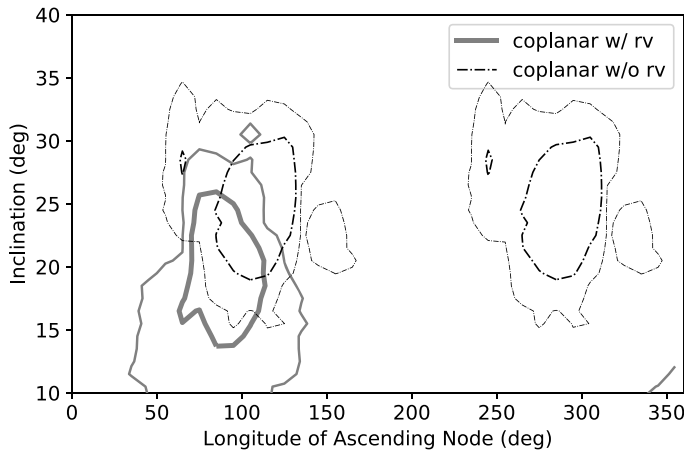 40
35
30
25
20
15
10
Inclination (deg)
coplanar w/ rv
coplanar w/o rv
0 50 100 150 200 250 300 350
Longitude of Ascending Node (deg)